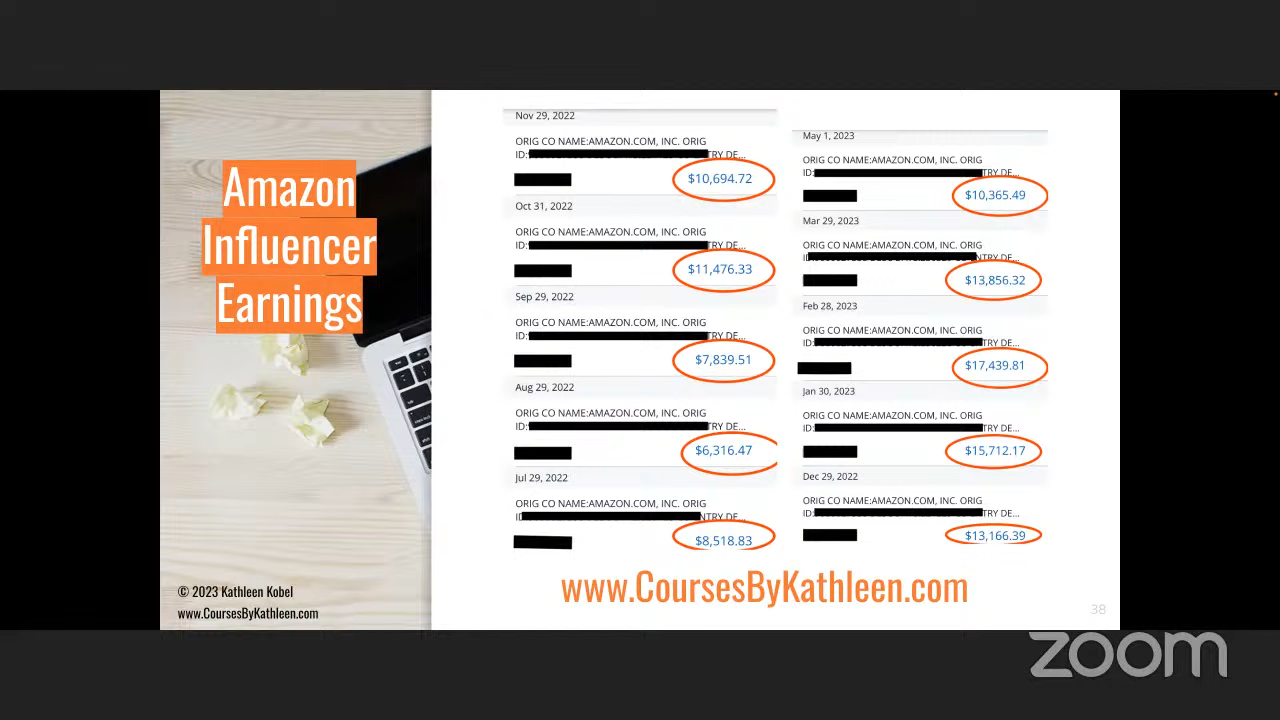 Amazon
Influencer
Earnings
© 2023 Kathleen Kobel
www.CoursesByKathleen.com
Nov 29, 2022
ORIG CO NAME:AMAZON.COM, INC. ORIG
ID: TRY DE...
$10,694.72
Oct 31, 2022
ORIG CO NAME:AMAZON.COM, INC. ORIG
ID: TRY DE...
$11,476.33
Sep 29, 2022
ORIG CO NAME:AMAZON.COM, INC. ORIG
ID: TRY DE...
$7,839.51
Aug 29, 2022
ORIG CO NAME:AMAZON.COM, INC. ORIG
ID: TRY DE...
$6,316.47
Jul 29, 2022
ORIG CO NAME:AMAZON.COM, INC. ORIG
NTRY DE...
$8,518.83
May 1, 2023
ORIG CO NAME:AMAZON.COM, INC. ORIG
ID: TRY DE...
$10,365.49
Mar 29, 2023
ORIG CO NAME:AMAZON.COM, INC. ORIG
NTRY DE...
$13,856.32
Feb 28, 2023
ORIG CO NAME:AMAZON.COM, INC. ORIG
ID: TRY DE...
$17,439.81
Jan 30, 2023
ORIG CO NAME:AMAZON.COM, INC. ORIG
ID: TRY DE...
$15,712.17
Dec 29, 2022
ORIG CO NAME:AMAZON.COM, INC. ORIG
ID: TRY DE...
$13,166.39
www.CoursesByKathleen.com
38
zoom